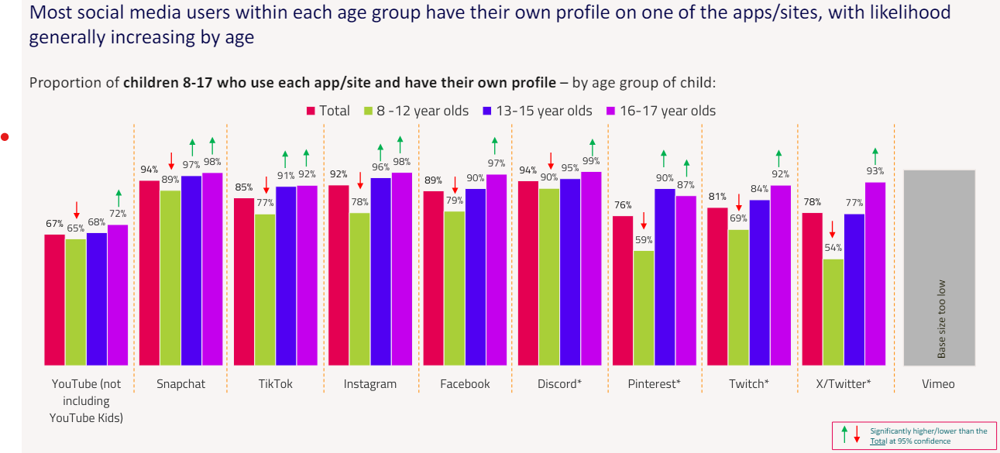 Most social media users within each age group have their own profile on one of the apps/sites, with likelihood
generally increasing by age
Proportion of children 8-17 who use each app/site and have their own profile – by age group of child:
Total 8 -12 year olds 13-15 year olds 16-17 year olds
67% 65% 68% 72%
94% 89% 97% 98%
85% 77% 91% 92%
92% 78% 96% 98%
89% 79% 90% 97%
94% 90% 95% 99%
76% 59% 90% 87%
81% 69% 84% 92%
78% 54% 77% 93%
Base size too low
YouTube (not
including
YouTube Kids)
Snapchat
TikTok
Instagram
Facebook
Discord*
Pinterest*
Twitch*
X/Twitter*
Vimeo
Significantly higher/lower than the
Total at 95% confidence